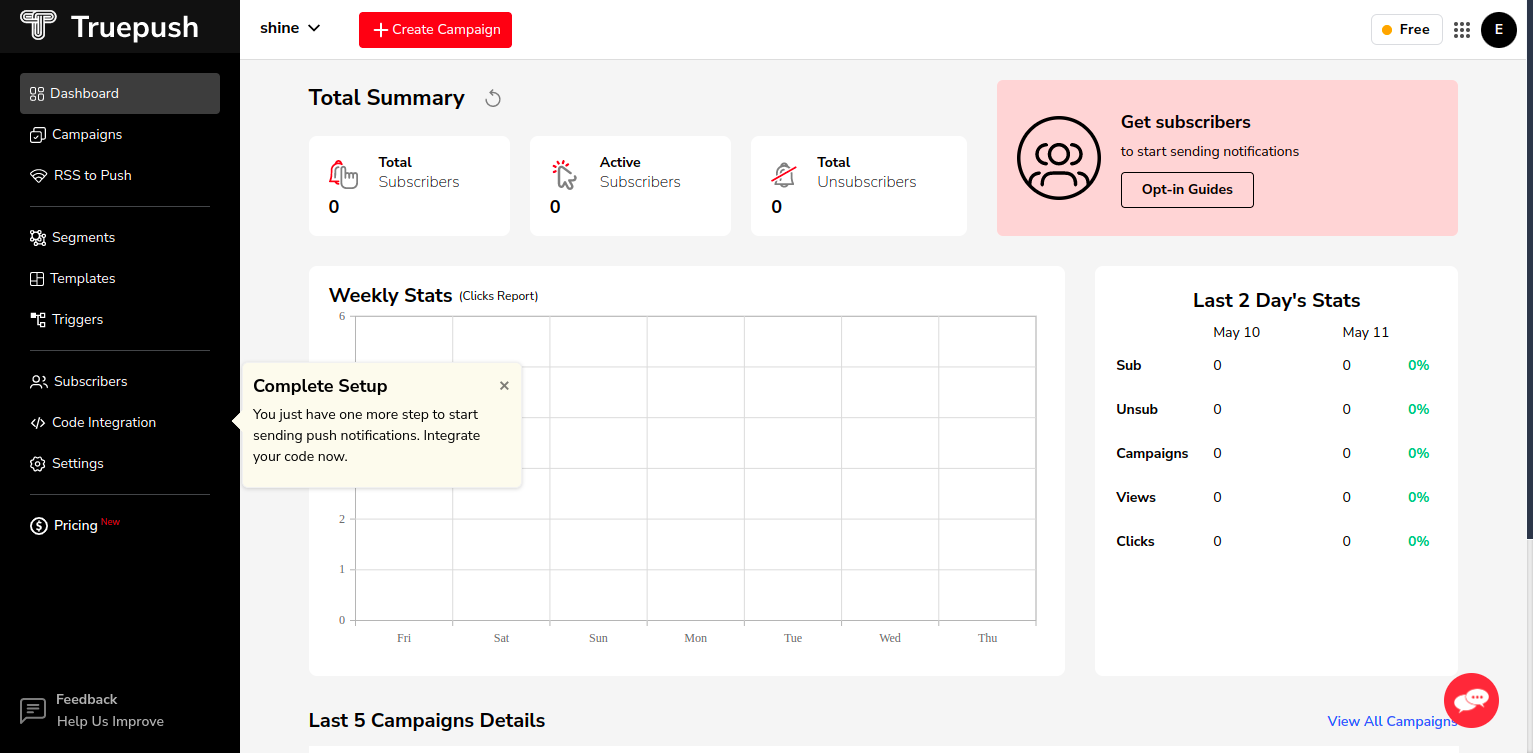 Truepush
shine
Create Campaign
Free
E
Dashboard
Campaigns
RSS to Push
Segments
Templates
Triggers
Subscribers
Code Integration
Settings
Pricing New
Feedback
Help Us Improve
Total Summary
Total
Subscribers
0
Active
Subscribers
0
Total
Unsubscribers
0
Get subscribers
to start sending notifications
Opt-in Guides
Weekly Stats (Clicks Report)
6
2
1
0
Fri Sat Sun Mon Tue Wed Thu
Complete Setup ×
You just have one more step to start
sending push notifications. Integrate
your code now.
Last 2 Day's Stats
May 10 May 11
Sub 0 0 0%
Unsub 0 0 0%
Campaigns 0 0 0%
Views 0 0 0%
Clicks 0 0 0%
Last 5 Campaigns Details
View All Campaigns